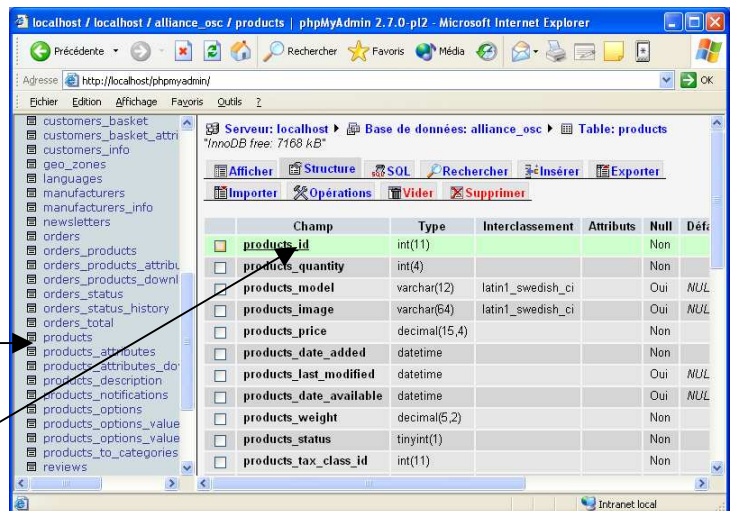 localhost / localhost / alliance_osc / products | phpMyAdmin 2.7.0-pl2 - Microsoft Internet Explorer
Précédente Rechercher Favoris Média
Adresse http://localhost/phpmyadmin/ OK
Fichier Edition Affichage Favoris Outils ?
customers_basket
customers_basket_attri
customers_info
geo_zones
languages
manufacturers
manufacturers_info
newsletters
orders
orders_products
orders_products_attribu
orders_products_downl
orders_status
orders_status_history
orders_total
products
products_attributes
products_attributes_do
products_description
products_notifications
products_options
products_options_value
products_options_value
products_to_categories
reviews
Serveur: localhost Base de données: alliance_osc Table: products
"InnoDB free: 7168 kB"
Afficher Structure SQL Rechercher Insérer Exporter
Importer Opérations Vider Supprimer
Champ Type Interclassement Attributs Null Défa
products_id int(11) Non
products_quantity int(4) Non
products_model varchar(12) latin1_swedish_ci Oui NUL
products_image varchar(64) latin1_swedish_ci Oui NUL
products_price decimal(15,4) Non
products_date_added datetime Non
products_last_modified datetime Oui NUL
products_date_available datetime Oui NUL
products_weight decimal(5,2) Non
products_status tinyint(1) Non
products_tax_class_id int(11) Non
Intranet local